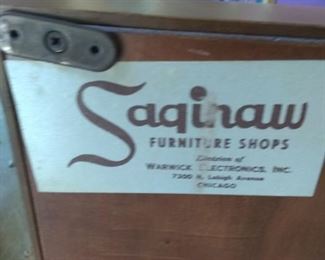 Saginaw
FURNITURE SHOPS
Division of
WARWICK ELECTRONICS, INC.
7300 N. Lehigh Avenue
CHICAGO